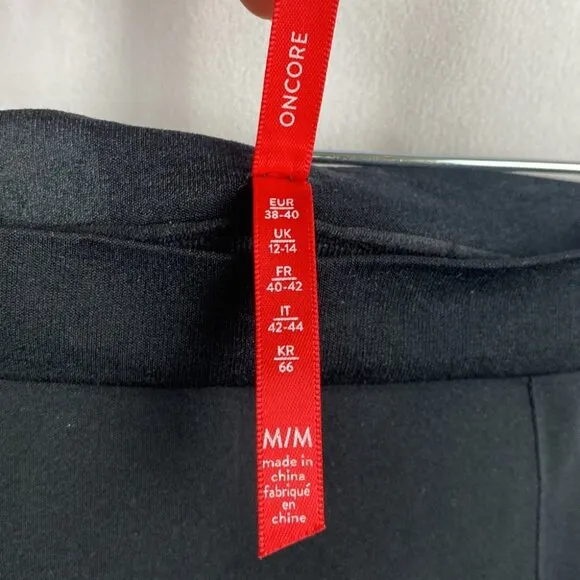 ONCORE
EUR
38-40
UK
12-14
FR
40-42
IT
42-44
KR
66
M/M
made in
china
fabriqué
en
chine